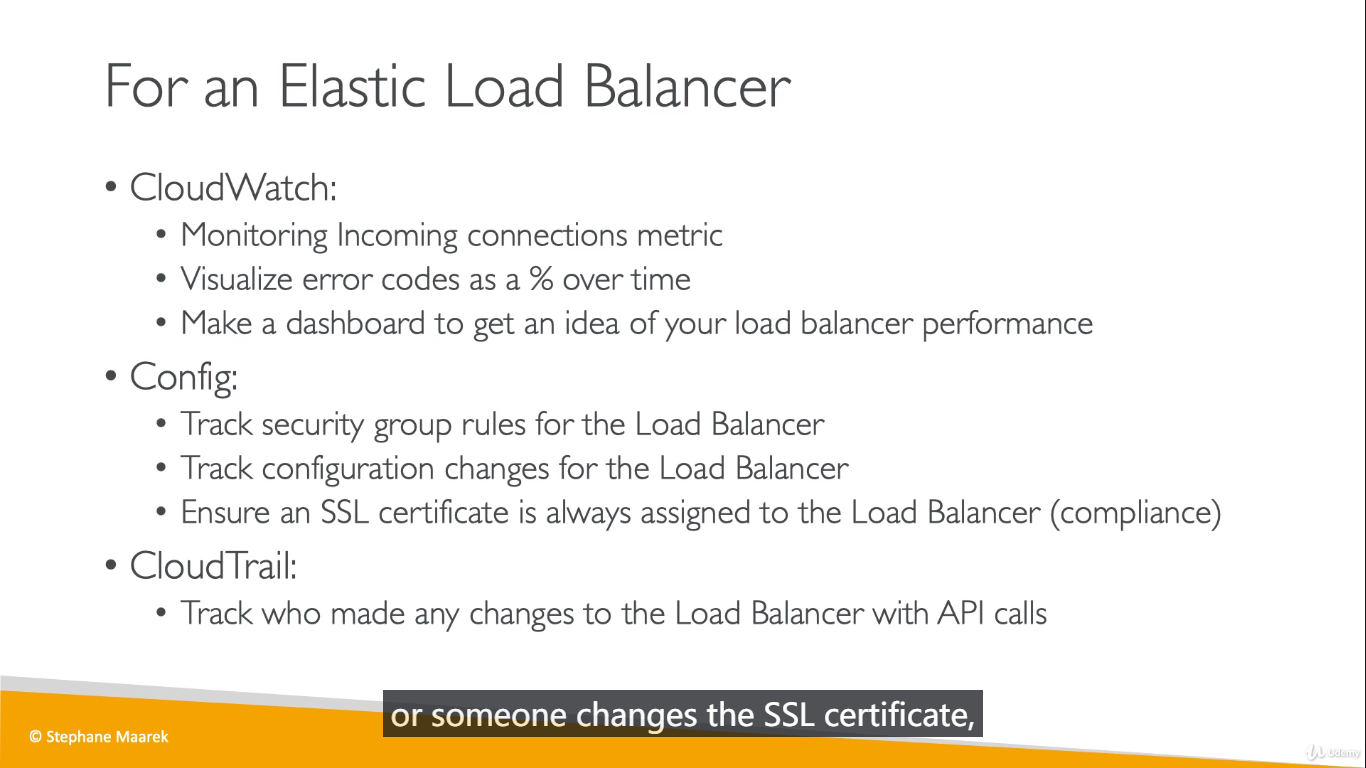 For an Elastic Load Balancer
• CloudWatch:
• Monitoring Incoming connections metric
• Visualize error codes as a % over time
• Make a dashboard to get an idea of your load balancer performance
• Config:
• Track security group rules for the Load Balancer
• Track configuration changes for the Load Balancer
• Ensure an SSL certificate is always assigned to the Load Balancer (compliance)
• CloudTrail:
• Track who made any changes to the Load Balancer with API calls
or someone changes the SSL certificate,
© Stephane Maarek
Udemy